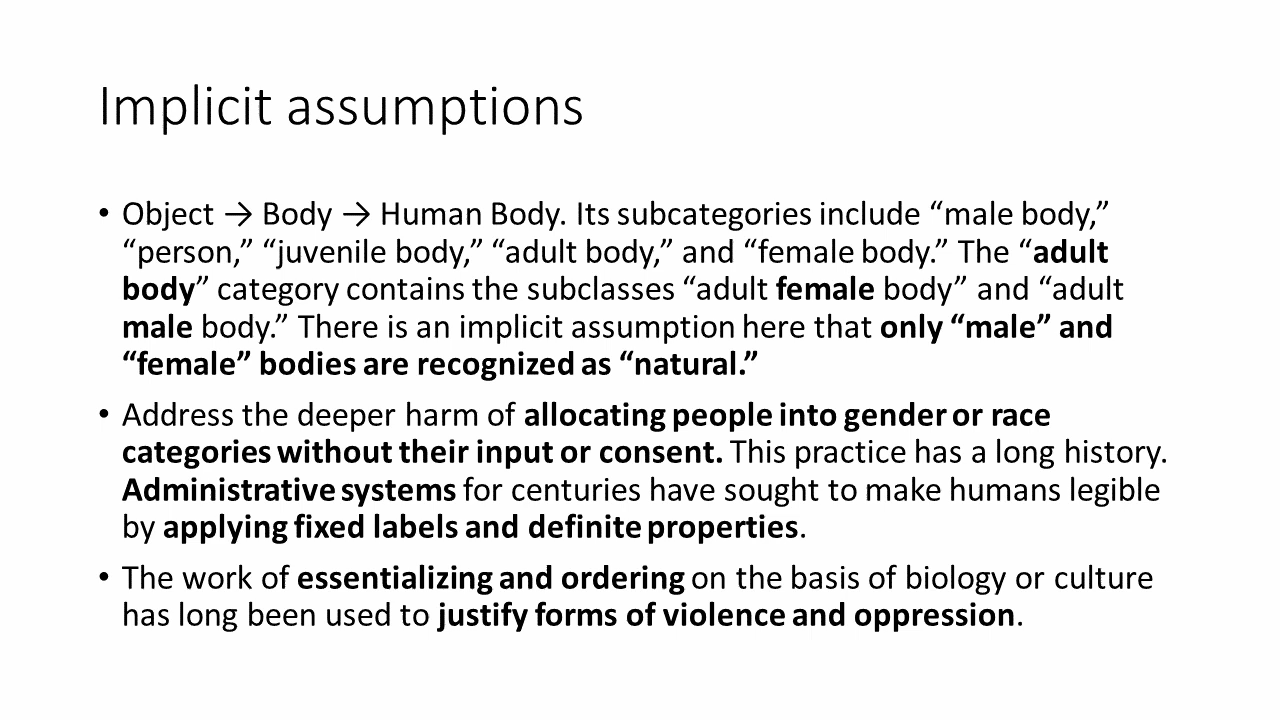 Implicit assumptions
• Object → Body → Human Body. Its subcategories include “male body,”
“person,” “juvenile body,” “adult body,” and “female body.” The “adult
body” category contains the subclasses “adult female body” and “adult
male body.” There is an implicit assumption here that only “male” and
“female” bodies are recognized as “natural.”
• Address the deeper harm of allocating people into gender or race
categories without their input or consent. This practice has a long history.
Administrative systems for centuries have sought to make humans legible
by applying fixed labels and definite properties.
• The work of essentializing and ordering on the basis of biology or culture
has long been used to justify forms of violence and oppression.